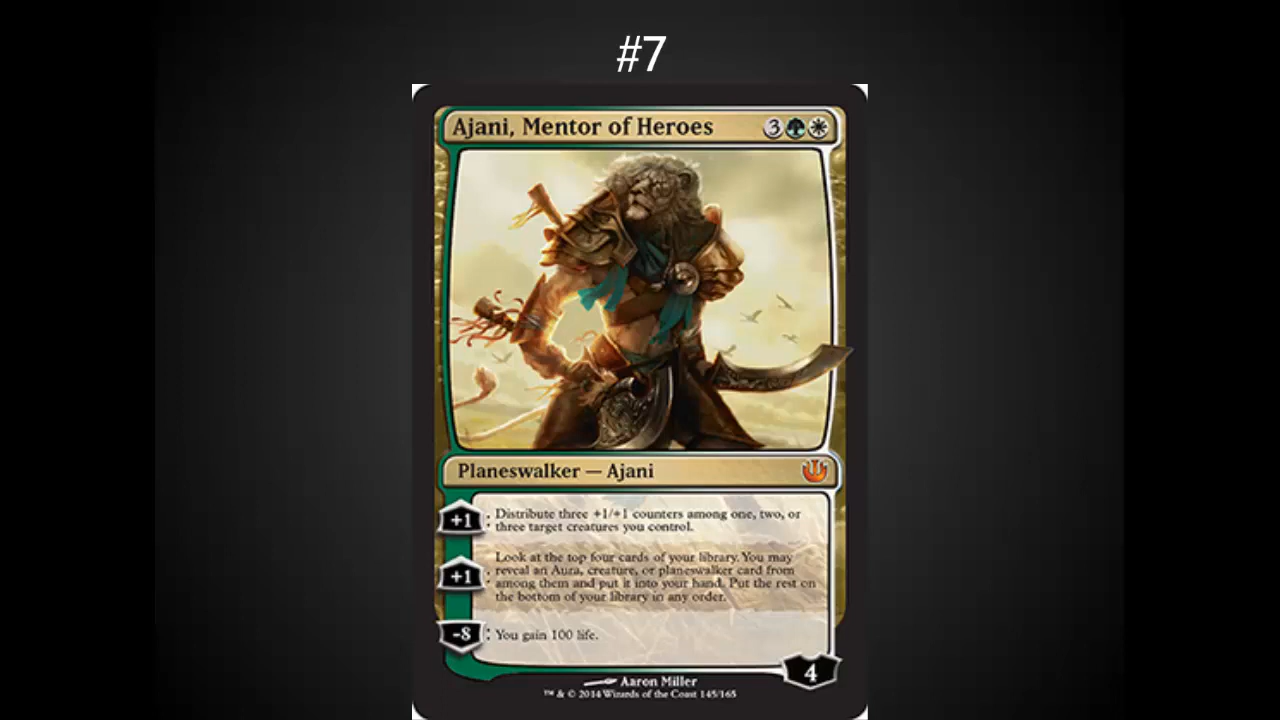 #7
Ajani, Mentor of Heroes 3
Planeswalker — Ajani
+1: Distribute three +1/+1 counters among one, two, or
three target creatures you control.
Look at the top four cards of your library. You may
+1: reveal an Aura, creature, or planeswalker card from
among them and put it into your hand. Put the rest on
the bottom of your library in any order.
-8: You gain 100 life.
4
Aaron Miller
™ & © 2014 Wizards of the Coast 145/165